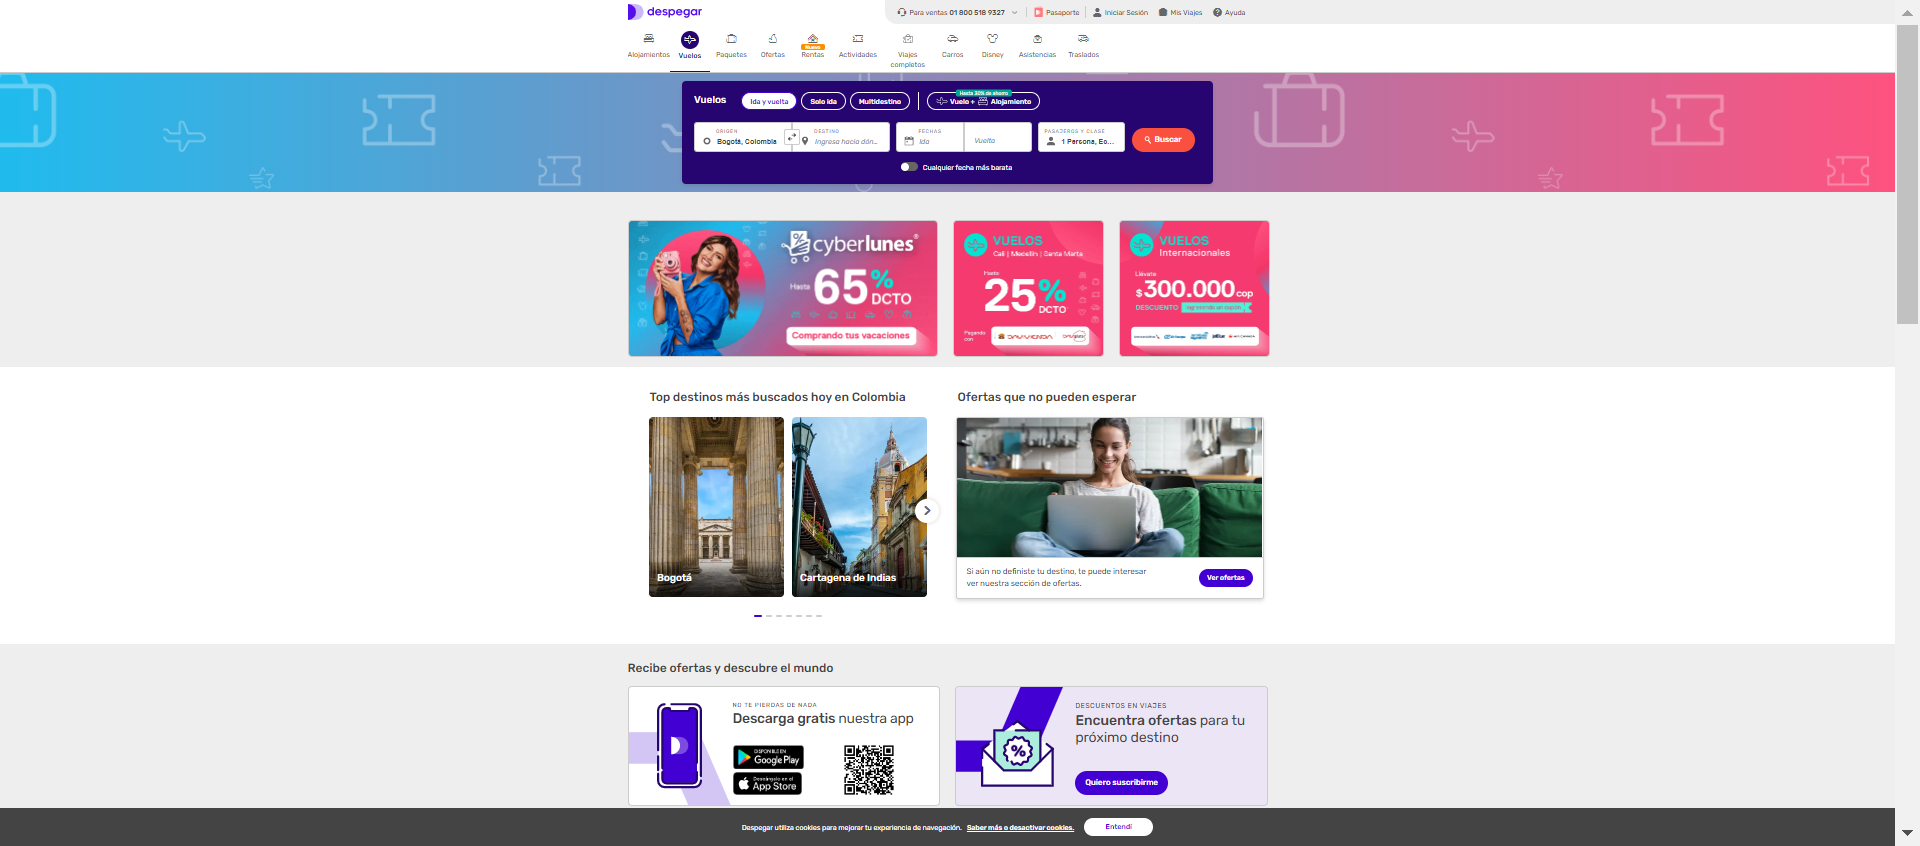 despegar
Para ventas 01 800 518 9327
Pasaporte
Iniciar Sesión
Mis Viajes
Ayuda
Alojamientos
Vuelos
Paquetes
Ofertas
Nuevo
Rentas
Actividades
Viajes
completos
Carros
Disney
Asistencias
Traslados
Vuelos
Ida y vuelta
Solo ida
Multidestino
Hasta 30% de ahorro
Vuelo + Alojamiento
ORIGEN
Bogotá, Colombia
DESTINO
Ingresa hacia dón...
FECHAS
Ida
Vuelta
PASAJEROS Y CLASE
1 Persona, Ec...
Buscar
Cualquier fecha más barata
cyberlunes®
Hasta 65% DCTO
Comprando tus vacaciones
VUELOS
Cali | Medellín | Santa Marta
Hasta
25% DCTO
Pagando
con
DAVIVIENDA
VUELOS
Internacionales
Llévate
$300.000 cop
DESCUENTO
Top destinos más buscados hoy en Colombia
Bogotá
Cartagena de Indias
Ofertas que no pueden esperar
Si aún no definiste tu destino, te puede interesar
ver nuestra sección de ofertas.
Ver ofertas
Recibe ofertas y descubre el mundo
NO TE PIERDAS DE NADA
Descarga gratis nuestra app
DISPONIBLE EN
Google Play
Descárgalo en el
App Store
DESCUENTOS EN VIAJES
Encuentra ofertas para tu
próximo destino
%
Quiero suscribirme
Despegar utiliza cookies para mejorar tu experiencia de navegación. Saber más o desactivar cookies.
Entendí